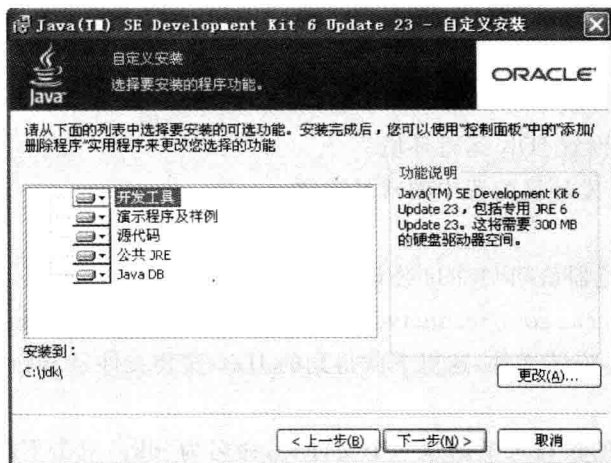 Java(TM) SE Development Kit 6 Update 23 - 自定义安装
自定义安装
选择要安装的程序功能。
Java
ORACLE
请从下面的列表中选择要安装的可选功能。安装完成后，您可以使用"控制面板"中的"添加/
删除程序"实用程序来更改您选择的功能
开发工具
演示程序及样例
源代码
公共 JRE
Java DB
功能说明
Java(TM) SE Development Kit 6
Update 23，包括专用 JRE 6
Update 23。这将需要 300 MB
的硬盘驱动器空间。
安装到：
C:\jdk\
更改(A)...
< 上一步(B)
下一步(N) >
取消